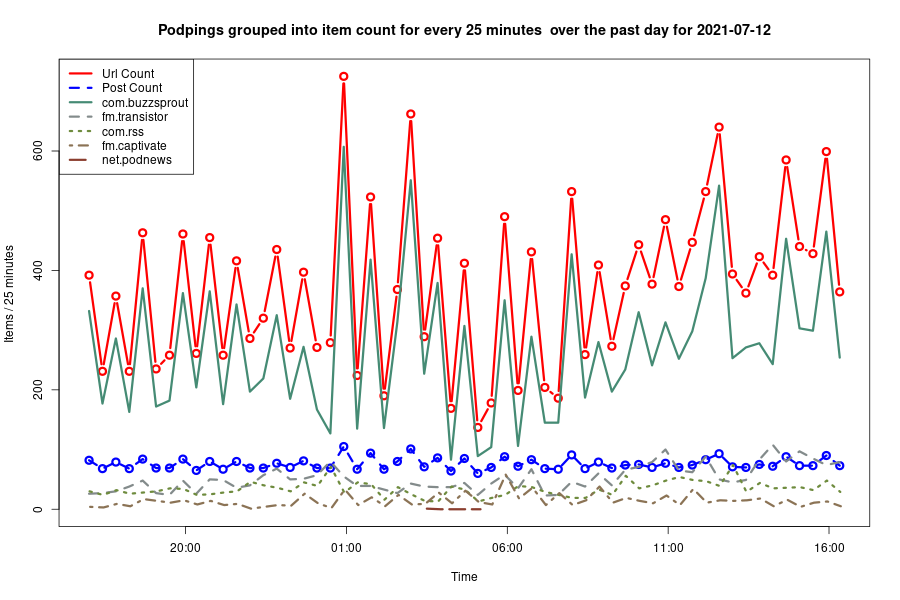 Podpings grouped into item count for every 25 minutes  over the past day for 2021-07-12
Url Count
Post Count
com.buzzsprout
fm.transistor
com.rss
fm.captivate
net.podnews
600
400
200
0
Items / 25 minutes
20:00 01:00 06:00 11:00 16:00
Time